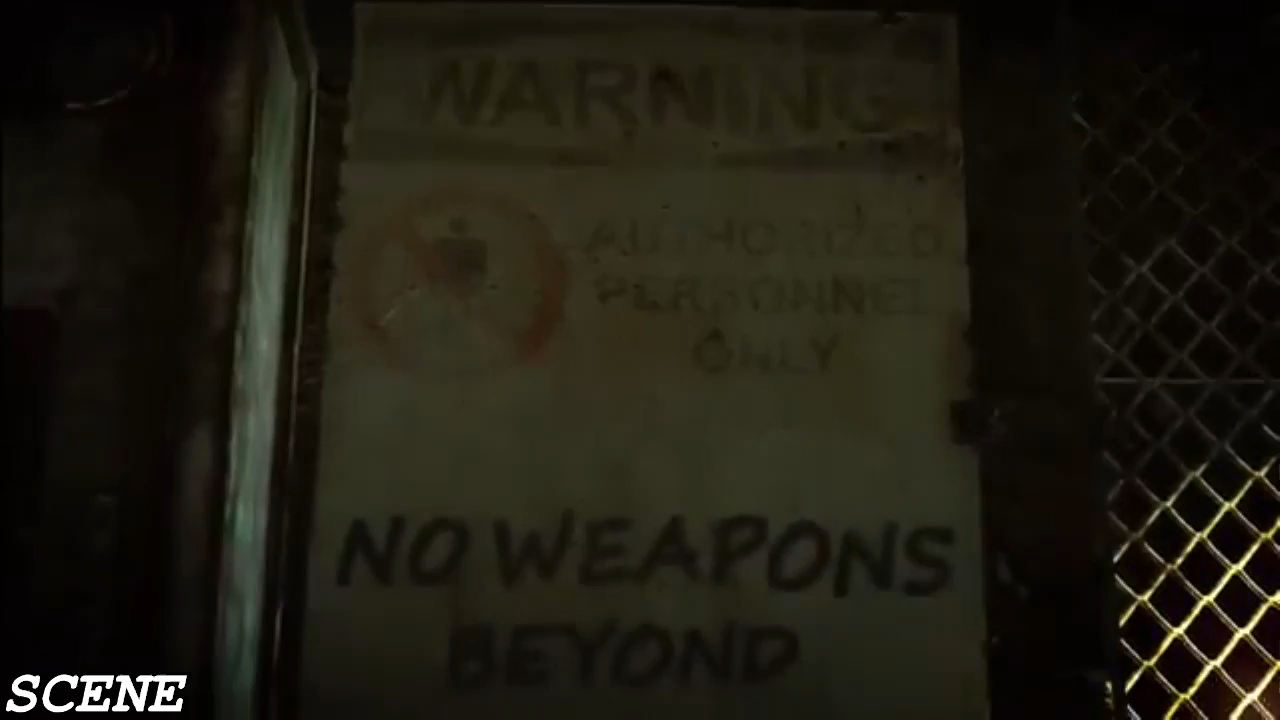 WARNING
AUTHORIZED
PERSONNEL
ONLY
NO WEAPONS
BEYOND
SCENE